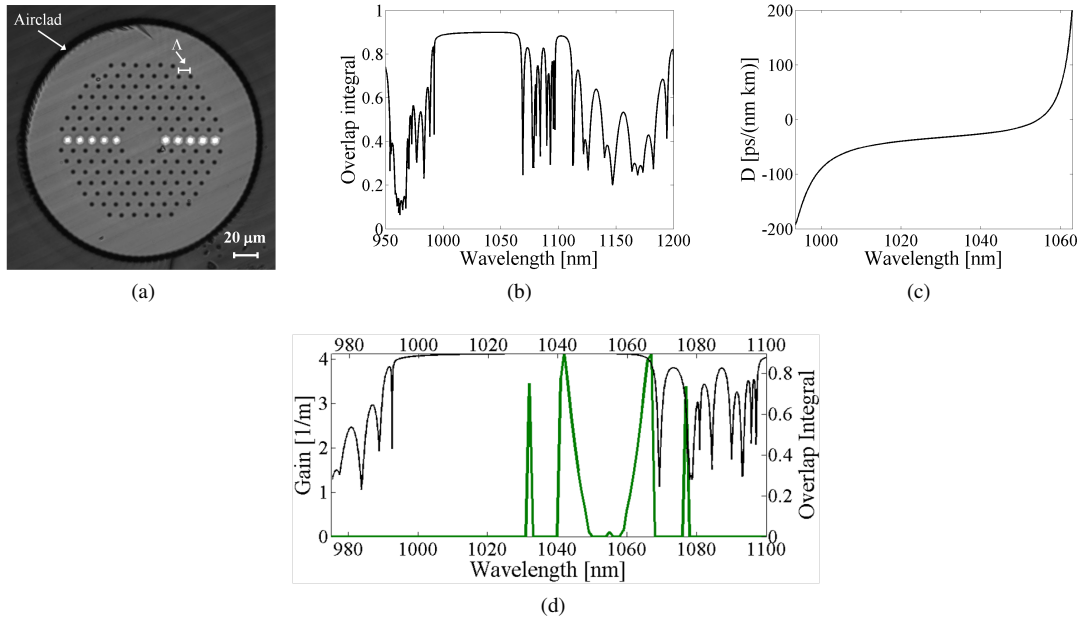 Airclad
Λ
20 µm
(a)
Overlap integral
1
0.8
0.6
0.4
0.2
0
950 1000 1050 1100 1150 1200
Wavelength [nm]
(b)
D [ps/(nm km)]
200
100
0
-100
-200
1000 1020 1040 1060
Wavelength [nm]
(c)
980 1000 1020 1040 1060 1080 1100
Gain [1/m]
4
3
2
1
0
0.8
0.6
0.4
0.2
0
Overlap Integral
980 1000 1020 1040 1060 1080 1100
Wavelength [nm]
(d)